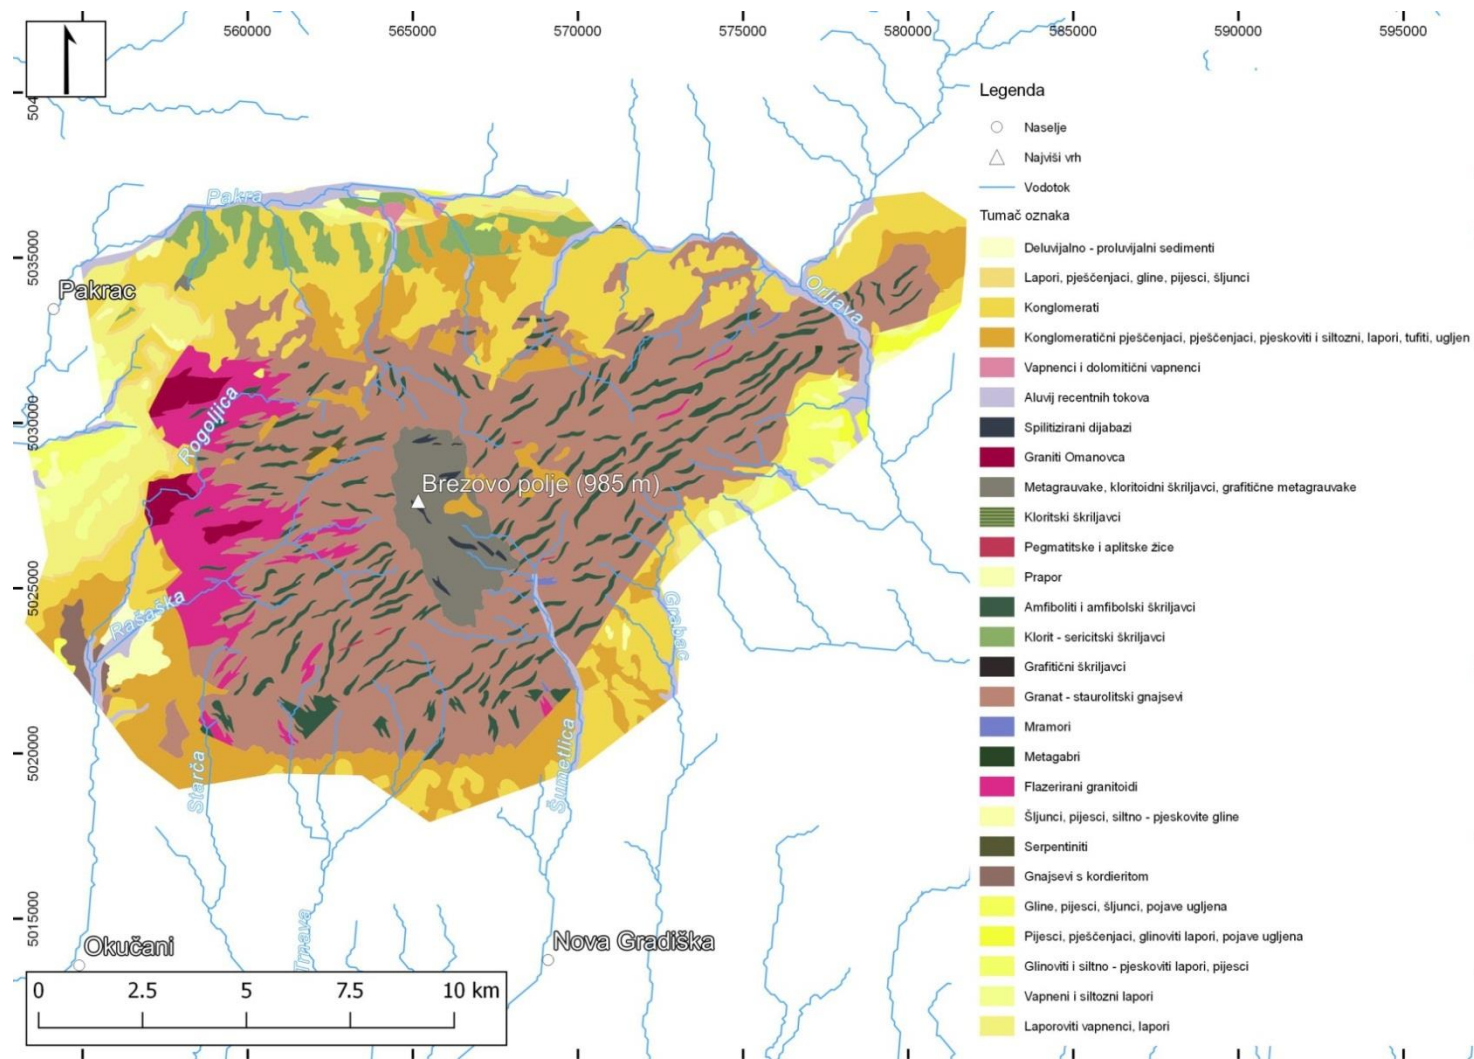 560000
565000
570000
575000
580000
585000
590000
595000
504
5035000
5030000
5025000
5020000
5015000
Pakra
Pakrac
Orljava
Rogoljica
Brezovo polje (985 m)
Rašaška
Grebač
Starča
Šumetlica
Trnava
Okučani
Nova Gradiška
0 2.5 5 7.5 10 km
Legenda
Naselje
Najviši vrh
Vodotok
Tumač oznaka
Deluvijalno - proluvijalni sedimenti
Lapori, pješčenjaci, gline, pijesci, šljunci
Konglomerati
Konglomeratični pješčenjaci, pješčenjaci, pjeskoviti i siltozni, lapori, tufiti, ugljen
Vapnenci i dolomitični vapnenci
Aluvij recentnih tokova
Spilitizirani dijabazi
Graniti Omanovca
Metagrauvake, kloritoidni škriljavci, grafitične metagrauvake
Kloritski škriljavci
Pegmatitske i aplitske žice
Prapor
Amfiboliti i amfibolski škriljavci
Klorit - sericitski škriljavci
Grafitični škriljavci
Granat - staurolitski gnajsevi
Mramori
Metagabri
Flazerirani granitoidi
Šljunci, pijesci, siltno - pjeskovite gline
Serpentiniti
Gnajsevi s kordieritom
Gline, pijesci, šljunci, pojave ugljena
Pijesci, pješčenjaci, glinoviti lapori, pojave ugljena
Glinoviti i siltno - pjeskoviti lapori, pijesci
Vapneni i siltozni lapori
Laporoviti vapnenci, lapori